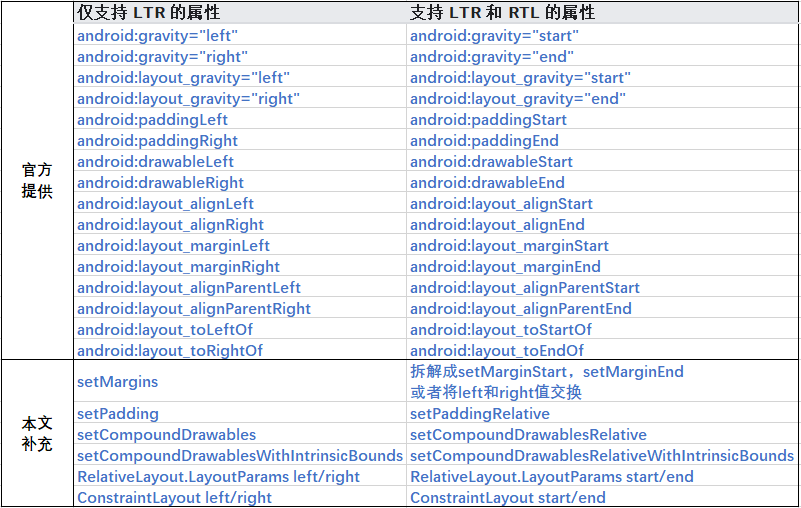 仅支持 LTR 的属性 支持 LTR 和 RTL 的属性
官方
提供
android:gravity="left" android:gravity="start"
android:gravity="right" android:gravity="end"
android:layout_gravity="left" android:layout_gravity="start"
android:layout_gravity="right" android:layout_gravity="end"
android:paddingLeft android:paddingStart
android:paddingRight android:paddingEnd
android:drawableLeft android:drawableStart
android:drawableRight android:drawableEnd
android:layout_alignLeft android:layout_alignStart
android:layout_alignRight android:layout_alignEnd
android:layout_marginLeft android:layout_marginStart
android:layout_marginRight android:layout_marginEnd
android:layout_alignParentLeft android:layout_alignParentStart
android:layout_alignParentRight android:layout_alignParentEnd
android:layout_toLeftOf android:layout_toStartOf
android:layout_toRightOf android:layout_toEndOf
本文
补充
setMargins 拆解成setMarginStart，setMarginEnd
或者将left和right值交换
setPadding setPaddingRelative
setCompoundDrawables setCompoundDrawablesRelative
setCompoundDrawablesWithIntrinsicBounds setCompoundDrawablesRelativeWithIntrinsicBounds
RelativeLayout.LayoutParams left/right RelativeLayout.LayoutParams start/end
ConstraintLayout left/right ConstraintLayout start/end